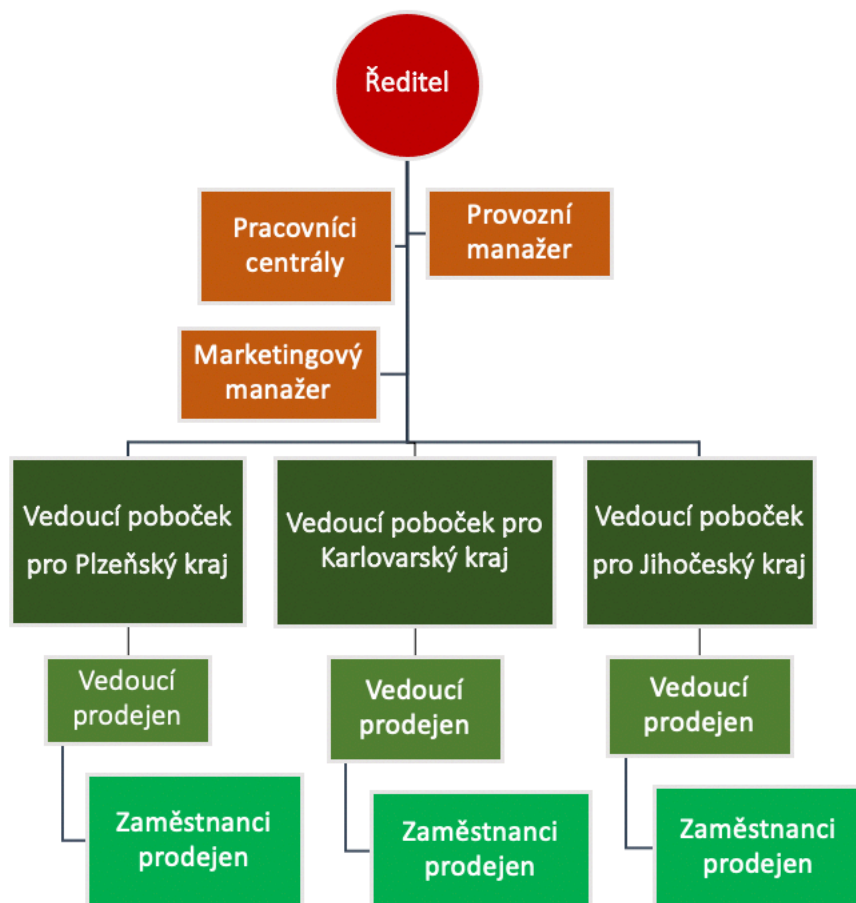 Ředitel
Pracovníci
centrály
Provozní
manažer
Marketingový
manažer
Vedoucí poboček
pro Plzeňský kraj
Vedoucí poboček pro
Karlovarský kraj
Vedoucí poboček
pro Jihočeský kraj
Vedoucí
prodejen
Vedoucí
prodejen
Vedoucí
prodejen
Zaměstnanci
prodejen
Zaměstnanci
prodejen
Zaměstnanci
prodejen